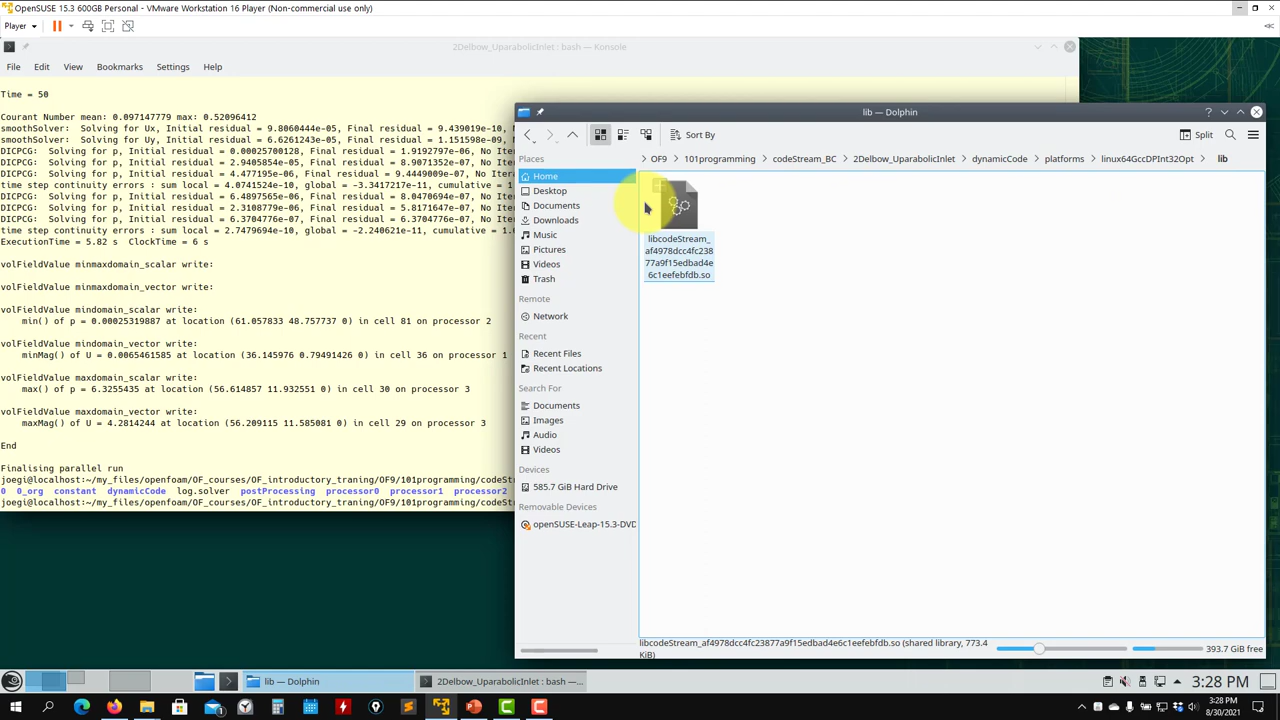 OpenSUSE 15.3 600GB Personal - VMware Workstation 16 Player (Non-commercial use only)
Player
2Delbow_UparabolicInlet : bash — Konsole
File Edit View Bookmarks Settings Help
Time = 50
Courant Number mean: 0.097147779 max: 0.52096412
smoothSolver: Solving for Ux, Initial residual = 9.8060444e-05, Final residual = 9.439019e-10,
smoothSolver: Solving for Uy, Initial residual = 6.6261243e-05, Final residual = 1.151598e-09,
DICPCG: Solving for p, Initial residual = 0.00025700128, Final residual = 1.9192797e-06, No Ite
DICPCG: Solving for p, Initial residual = 2.9405854e-05, Final residual = 8.9071352e-07, No Iter
DICPCG: Solving for p, Initial residual = 1.1362403e-05, Final residual = 9.4449009e-07, No Iter
time step continuity errors : sum local = 4.0741524e-10, global = -3.3417217e-11, cumulative = 1
DICPCG: Solving for p, Initial residual = 6.4897565e-06, Final residual = 8.0470694e-07, No Iter
DICPCG: Solving for p, Initial residual = 2.3108779e-06, Final residual = 5.8171647e-07, No Iter
DICPCG: Solving for p, Initial residual = 6.3704776e-07, Final residual = 6.3704776e-07, No Iter
time step continuity errors : sum local = 2.7470694e-10, global = -2.240621e-11, cumulative = 1.
ExecutionTime = 5.82 s ClockTime = 6 s
volFieldValue minmaxdomain_scalar write:
volFieldValue minmaxdomain_vector write:
volFieldValue mindomain_scalar write:
min() of p = 0.00025319887 at location (61.057833 48.757737 0) in cell 81 on processor 2
volFieldValue mindomain_vector write:
minMag() of U = 0.0065461585 at location (36.145976 0.79491426 0) in cell 36 on processor 1
volFieldValue maxdomain_scalar write:
max() of p = 6.3255435 at location (56.614857 11.932551 0) in cell 30 on processor 3
volFieldValue maxdomain_vector write:
maxMag() of U = 4.2814244 at location (56.209115 11.585081 0) in cell 29 on processor 3
End
Finalising parallel run
joegi@localhost:~/my_files/openfoam/OF_courses/OF_introductory_traning/OF9/101programming/codeS
0 0_org constant dynamicCode log.solver postProcessing processor0 processor1 processor2
joegi@localhost:~/my_files/openfoam/OF_courses/OF_introductory_traning/OF9/101programming/codeS
lib — Dolphin
Sort By
Split
Places
OF9 101programming codeStream_BC 2Delbow_UparabolicInlet dynamicCode platforms linux64GccDPInt32Opt lib
Home
Desktop
Documents
Downloads
Music
Pictures
Videos
Trash
Remote
Network
Recent
Recent Files
Recent Locations
Search For
Documents
Images
Audio
Videos
Devices
585.7 GiB Hard Drive
Removable Devices
openSUSE-Leap-15.3-DVD
libcodeStream_
af4978dcc4fc238
77a9f15edbad4e
6c1eefebfdb.so
libcodeStream_af4978dcc4fc23877a9f15edbad4e6c1eefebfdb.so (shared library, 773.4
KiB)
393.7 GiB free
lib — Dolphin
2Delbow_UparabolicInlet : bash —...
3:28 PM
3:28 PM
8/30/2021